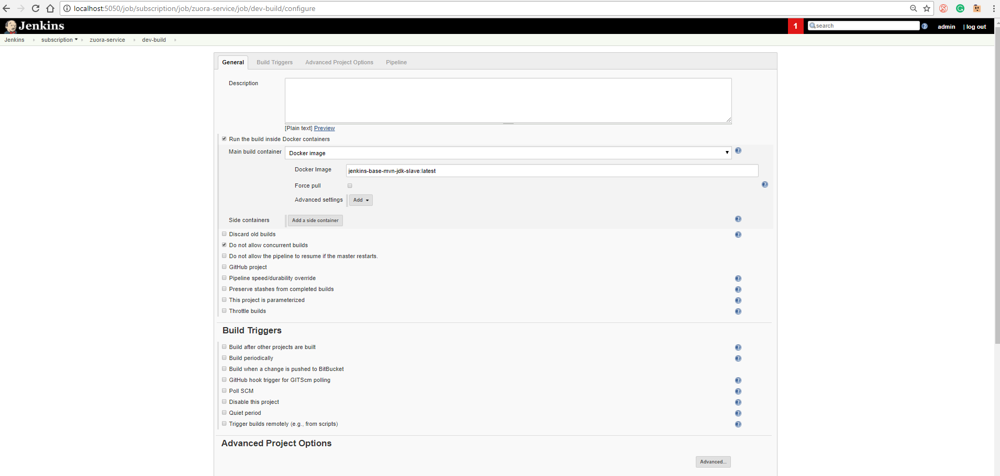 localhost:5050/job/subscription/job/zuora-service/job/dev-build/configure
Jenkins
1
search
admin
| log out
Jenkins
subscription
zuora-service
dev-build
General
Build Triggers
Advanced Project Options
Pipeline
Description
[Plain text] Preview
Run the build inside Docker containers
Main build container
Docker image
Docker Image
jenkins-base-mvn-jdk-slave:latest
Force pull
Advanced settings
Add
Side containers
Add a side container
Discard old builds
Do not allow concurrent builds
Do not allow the pipeline to resume if the master restarts.
GitHub project
Pipeline speed/durability override
Preserve stashes from completed builds
This project is parameterized
Throttle builds
Build Triggers
Build after other projects are built
Build periodically
Build when a change is pushed to BitBucket
GitHub hook trigger for GITScm polling
Poll SCM
Disable this project
Quiet period
Trigger builds remotely (e.g., from scripts)
Advanced Project Options
Advanced...